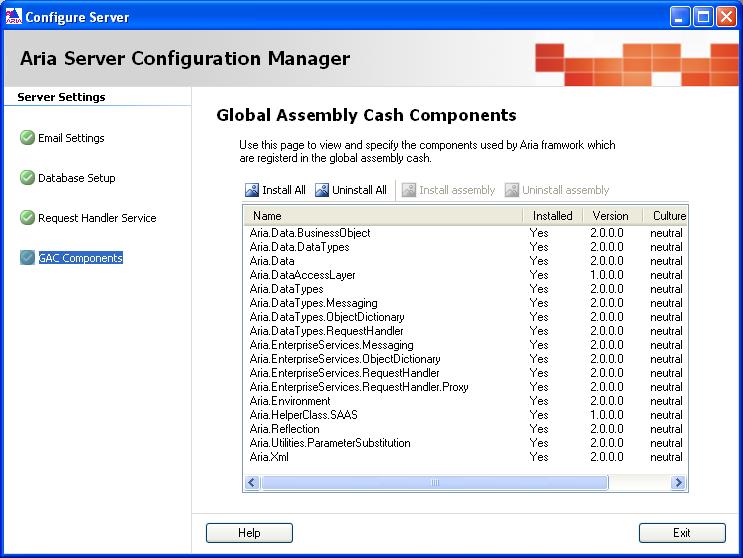 ARIA Configure Server
Aria Server Configuration Manager
Server Settings
Email Settings
Database Setup
Request Handler Service
GAC Components
Global Assembly Cash Components
Use this page to view and specify the components used by Aria framwork which
are registerd in the global assembly cash.
Install All Uninstall All Install assembly Uninstall assembly
Name Installed Version Culture
Aria.Data.BusinessObject Yes 2.0.0.0 neutral
Aria.Data.DataTypes Yes 2.0.0.0 neutral
Aria.Data Yes 2.0.0.0 neutral
Aria.DataAccessLayer Yes 1.0.0.0 neutral
Aria.DataTypes Yes 2.0.0.0 neutral
Aria.DataTypes.Messaging Yes 2.0.0.0 neutral
Aria.DataTypes.ObjectDictionary Yes 2.0.0.0 neutral
Aria.DataTypes.RequestHandler Yes 2.0.0.0 neutral
Aria.EnterpriseServices.Messaging Yes 2.0.0.0 neutral
Aria.EnterpriseServices.ObjectDictionary Yes 2.0.0.0 neutral
Aria.EnterpriseServices.RequestHandler Yes 2.0.0.0 neutral
Aria.EnterpriseServices.RequestHandler.Proxy Yes 2.0.0.0 neutral
Aria.Environment Yes 2.0.0.0 neutral
Aria.HelperClass.SAAS Yes 1.0.0.0 neutral
Aria.Reflection Yes 2.0.0.0 neutral
Aria.Utilities.ParameterSubstitution Yes 2.0.0.0 neutral
Aria.Xml Yes 2.0.0.0 neutral
Help Exit